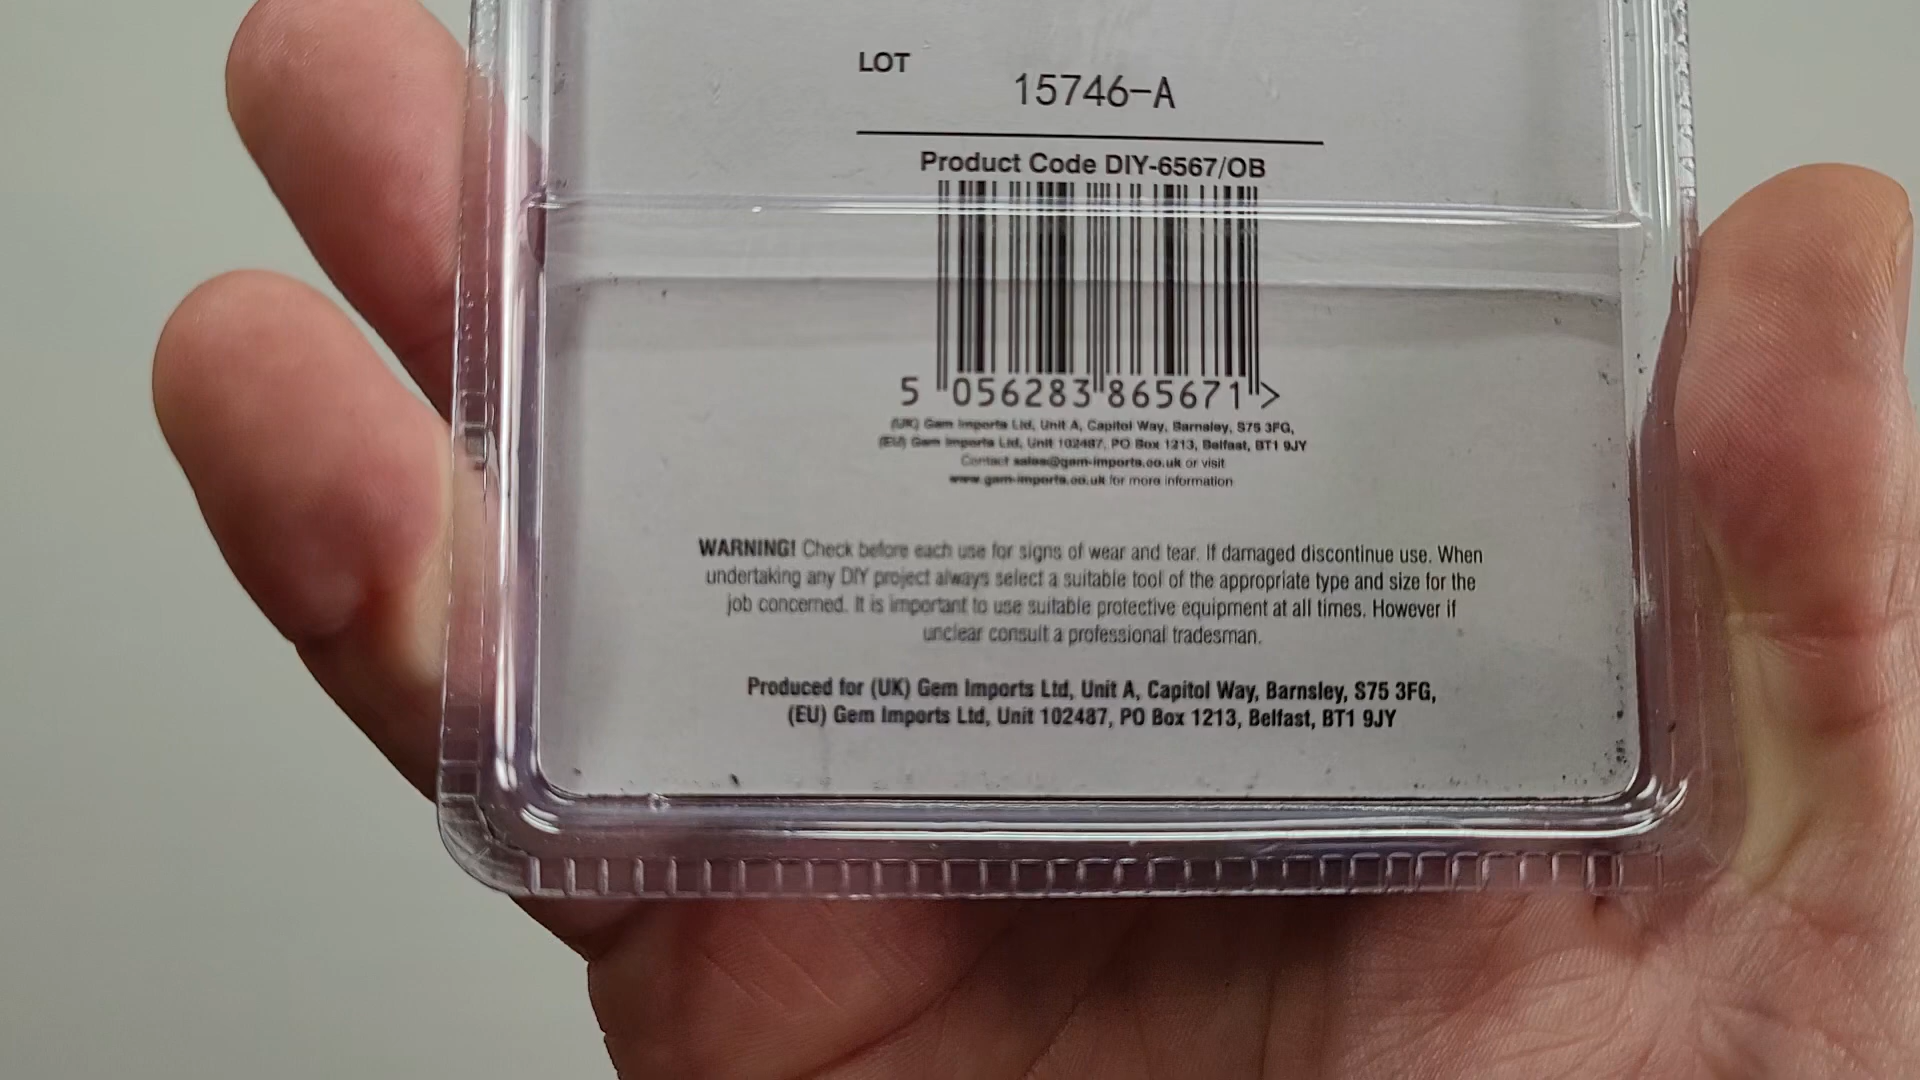 LOT
15746-A
Product Code DIY-6567/OB
5 056283 865671 >
(UK) Gem Imports Ltd, Unit A, Capitol Way, Barnsley, S75 3FG,
(EU) Gem Imports Ltd, Unit 102487, PO Box 1213, Belfast, BT1 9JY
Contact sales@gem-imports.co.uk or visit
www.gem-imports.co.uk for more information
WARNING! Check before each use for signs of wear and tear. If damaged discontinue use. When
undertaking any DIY project always select a suitable tool of the appropriate type and size for the
job concerned. It is important to use suitable protective equipment at all times. However if
unclear consult a professional tradesman.
Produced for (UK) Gem Imports Ltd, Unit A, Capitol Way, Barnsley, S75 3FG,
(EU) Gem Imports Ltd, Unit 102487, PO Box 1213, Belfast, BT1 9JY